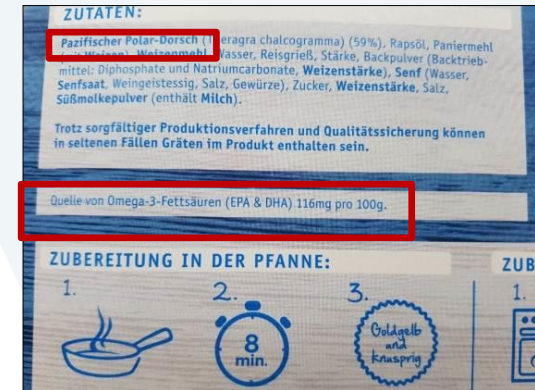 ZUTATEN:
Pazifischer Polar-Dorsch (Theragra chalcogramma) (59%), Rapsöl, Paniermehl
(mit Weizen), Weizenmehl, Wasser, Reisgrieß, Stärke, Backpulver (Backtrieb-
mittel: Diphosphate und Natriumcarbonate, Weizenstärke), Senf (Wasser,
Senfsaat, Weingeistessig, Salz, Gewürze), Zucker, Weizenstärke, Salz,
Süßmolkepulver (enthält Milch).
Trotz sorgfältiger Produktionsverfahren und Qualitätssicherung können
in seltenen Fällen Gräten im Produkt enthalten sein.
Quelle von Omega-3-Fettsäuren (EPA & DHA) 116mg pro 100g.
ZUBEREITUNG IN DER PFANNE:
1.
2.
8
min.
3.
Goldgelb
und
knusprig
ZUB
1.